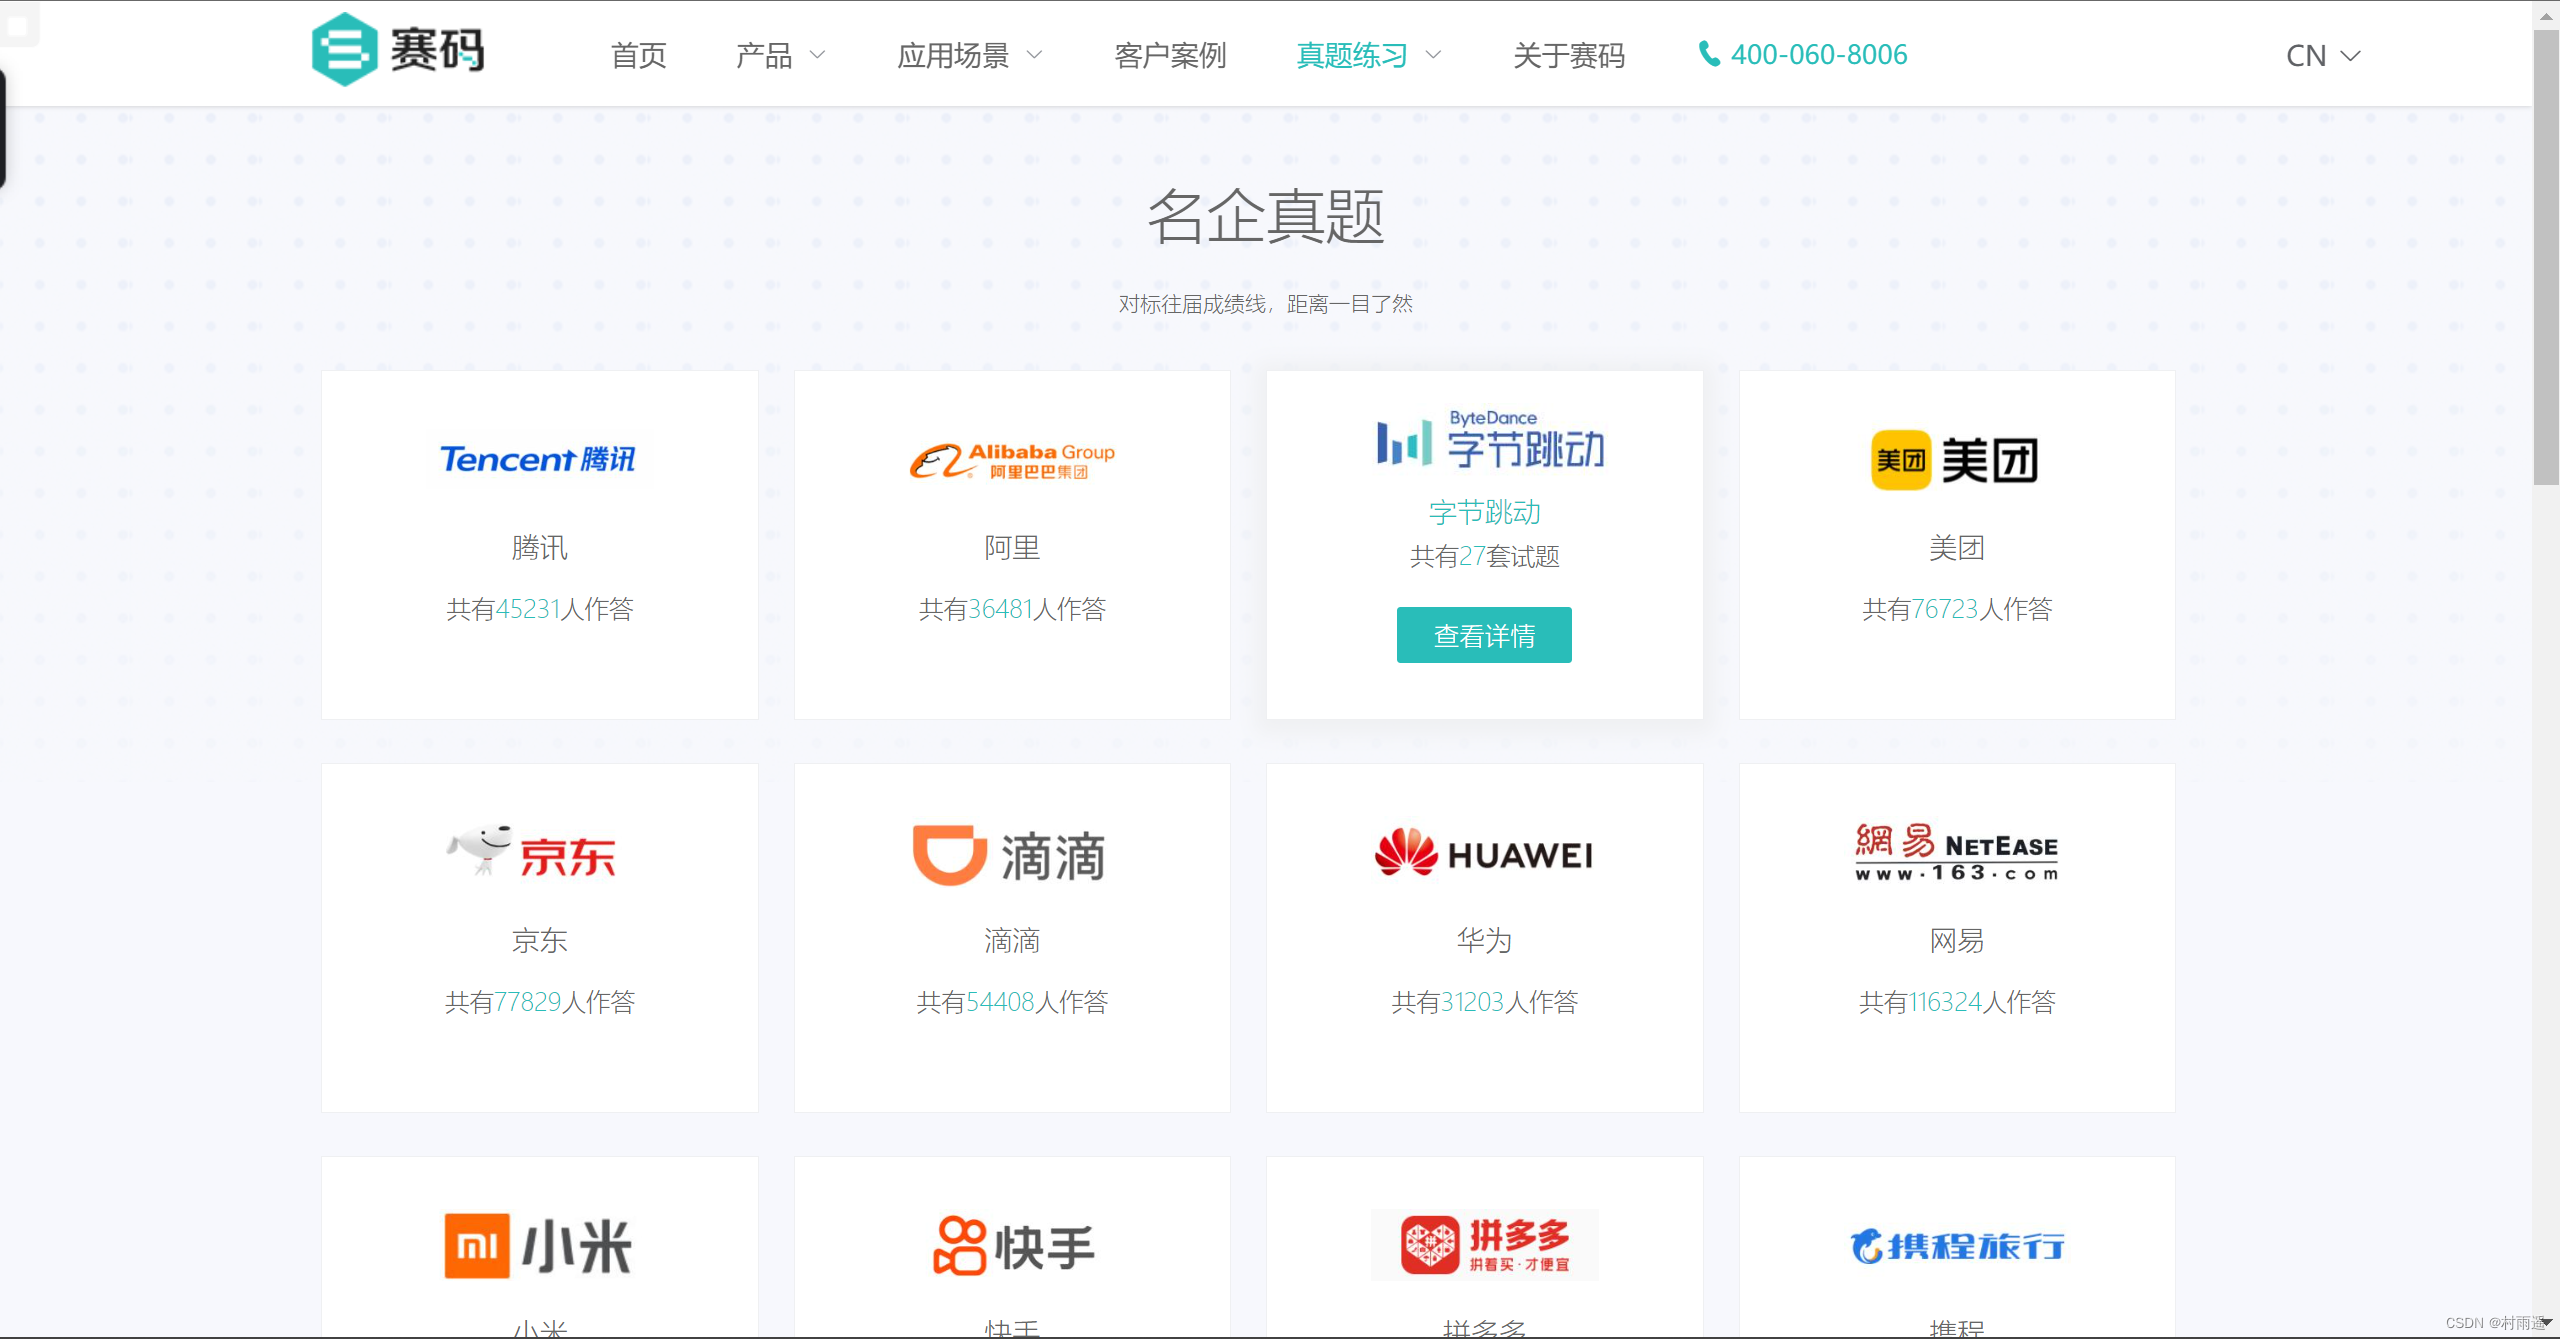 赛码 首页 产品 应用场景 客户案例 真题练习 关于赛码 400-060-8006 CN
名企真题
对标往届成绩线，距离一目了然
Tencent 腾讯
腾讯
共有45231人作答
Alibaba Group
阿里巴巴集团
阿里
共有36481人作答
ByteDance
字节跳动
字节跳动
共有27套试题
查看详情
美团 美团
美团
共有76723人作答
京东
京东
共有77829人作答
滴滴
滴滴
共有54408人作答
HUAWEI
华为
共有31203人作答
網易 NETEASE
www.163.com
网易
共有116324人作答
mi 小米
小米
快手
快手
拼 拼多多
拼着买·才便宜
拼多多
携程旅行
携程
CSDN @村雨遥